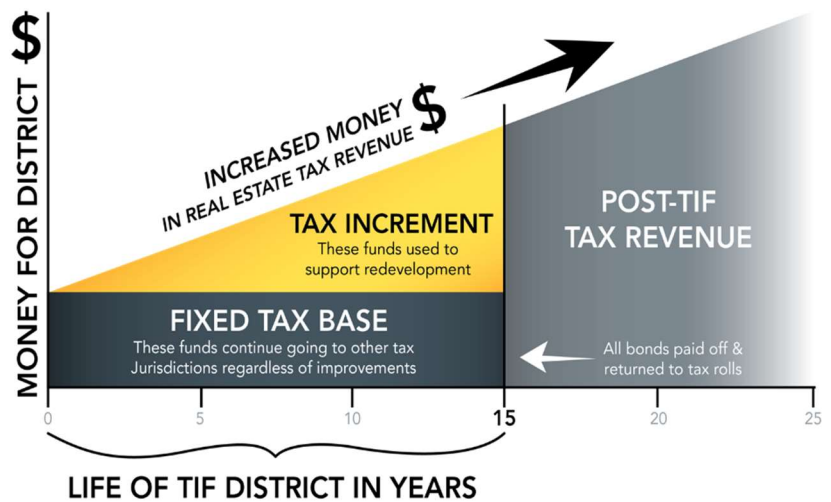 MONEY FOR DISTRICT $
INCREASED MONEY $
IN REAL ESTATE TAX REVENUE
TAX INCREMENT
These funds used to
support redevelopment
FIXED TAX BASE
These funds continue going to other tax
Jurisdictions regardless of improvements
POST-TIF
TAX REVENUE
All bonds paid off &
returned to tax rolls
0 5 10 15 20 25
LIFE OF TIF DISTRICT IN YEARS